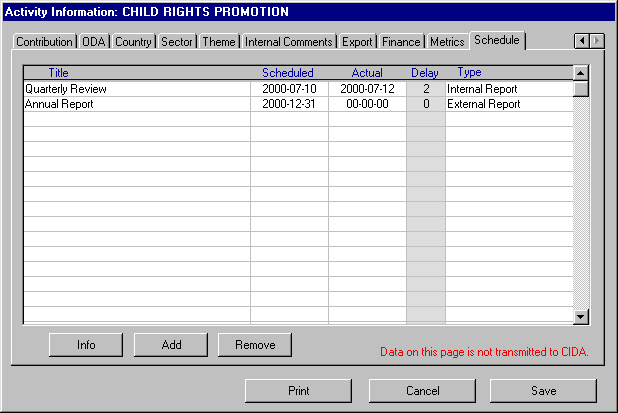 Activity Information: CHILD RIGHTS PROMOTION
Contribution ODA Country Sector Theme Internal Comments Export Finance Metrics Schedule
Title Scheduled Actual Delay Type
Quarterly Review 2000-07-10 2000-07-12 2 Internal Report
Annual Report 2000-12-31 00-00-00 0 External Report
Info Add Remove
Data on this page is not transmitted to CIDA.
Print Cancel Save